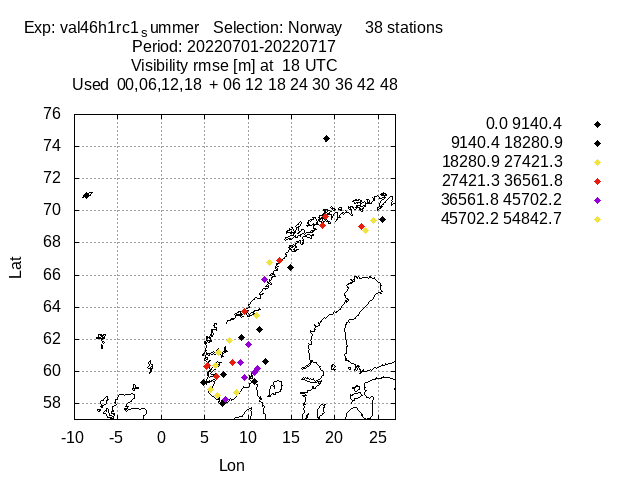 Exp: val46h1rc1summer Selection: Norway 38 stations
Period: 20220701-20220717
Visibility rmse [m] at 18 UTC
Used 00,06,12,18 + 06 12 18 24 30 36 42 48
0.0 9140.4
9140.4 18280.9
18280.9 27421.3
27421.3 36561.8
36561.8 45702.2
45702.2 54842.7
76
74
72
70
68
66
64
62
60
58
Lat
-10 -5 0 5 10 15 20 25
Lon